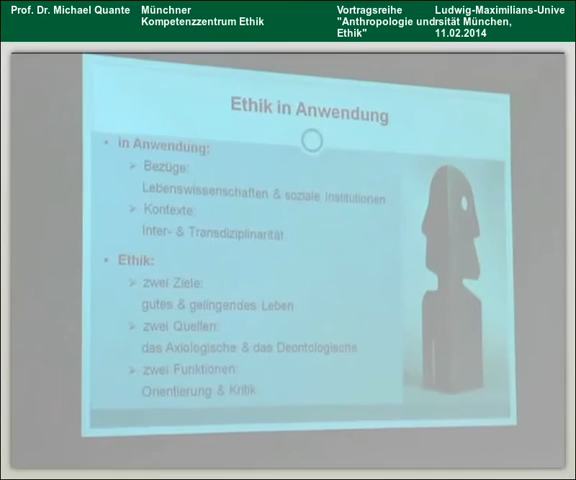 Prof. Dr. Michael Quante
Münchner
Kompetenzzentrum Ethik
Vortragsreihe
"Anthropologie und
Ethik"
Ludwig-Maximilians-Unive
rsität München,
11.02.2014
Ethik in Anwendung
• in Anwendung:
➢ Bezüge:
Lebenswissenschaften & soziale Institutionen
➢ Kontexte:
Inter- & Transdiziplinarität
• Ethik:
➢ zwei Ziele:
gutes & gelingendes Leben
➢ zwei Quellen:
das Axiologische & das Deontologische
➢ zwei Funktionen:
Orientierung & Kritik